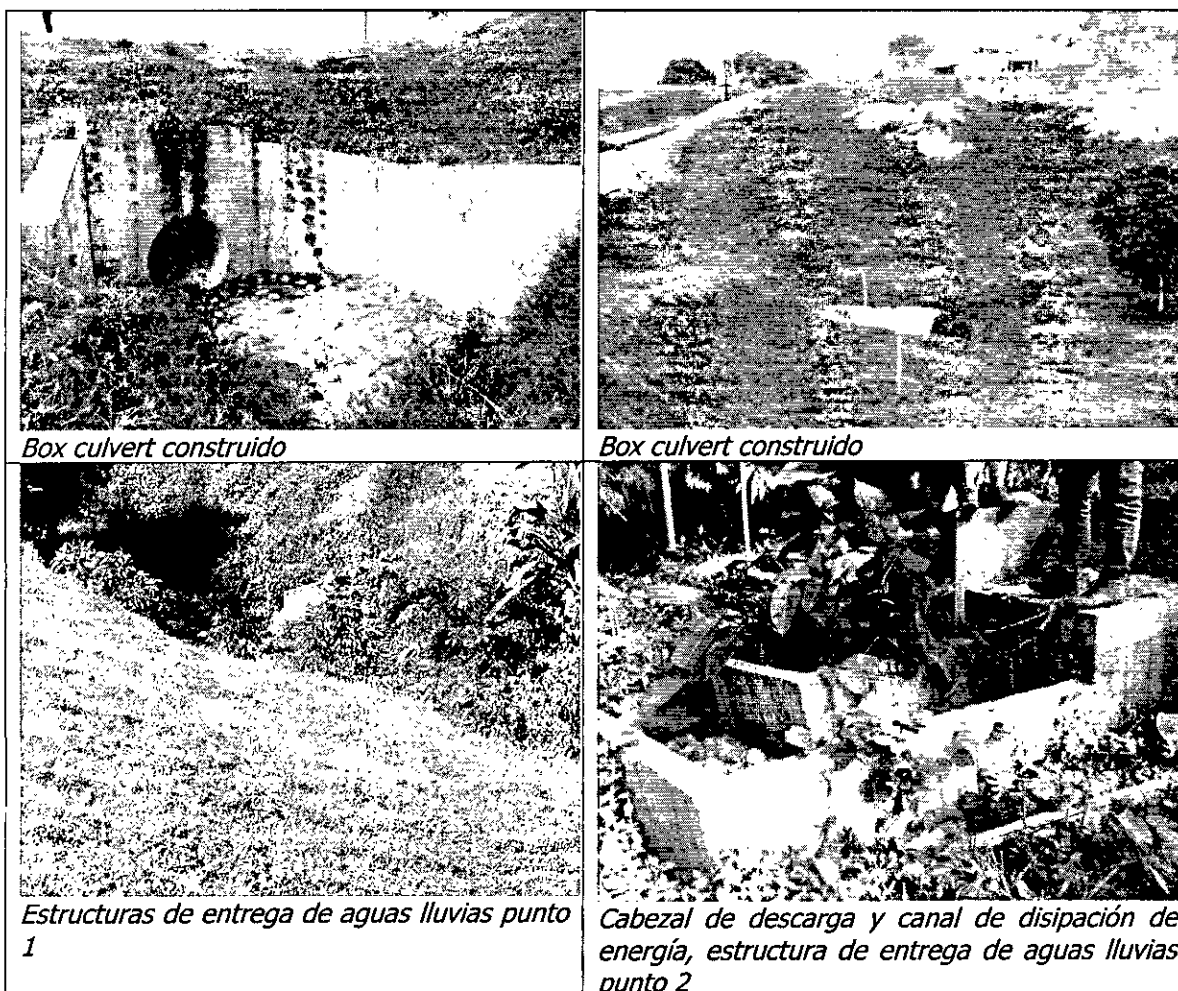 Box culvert construido
Box culvert construido
Estructuras de entrega de aguas lluvias punto
1
Cabezal de descarga y canal de disipación de
energía, estructura de entrega de aguas lluvias
punto 2